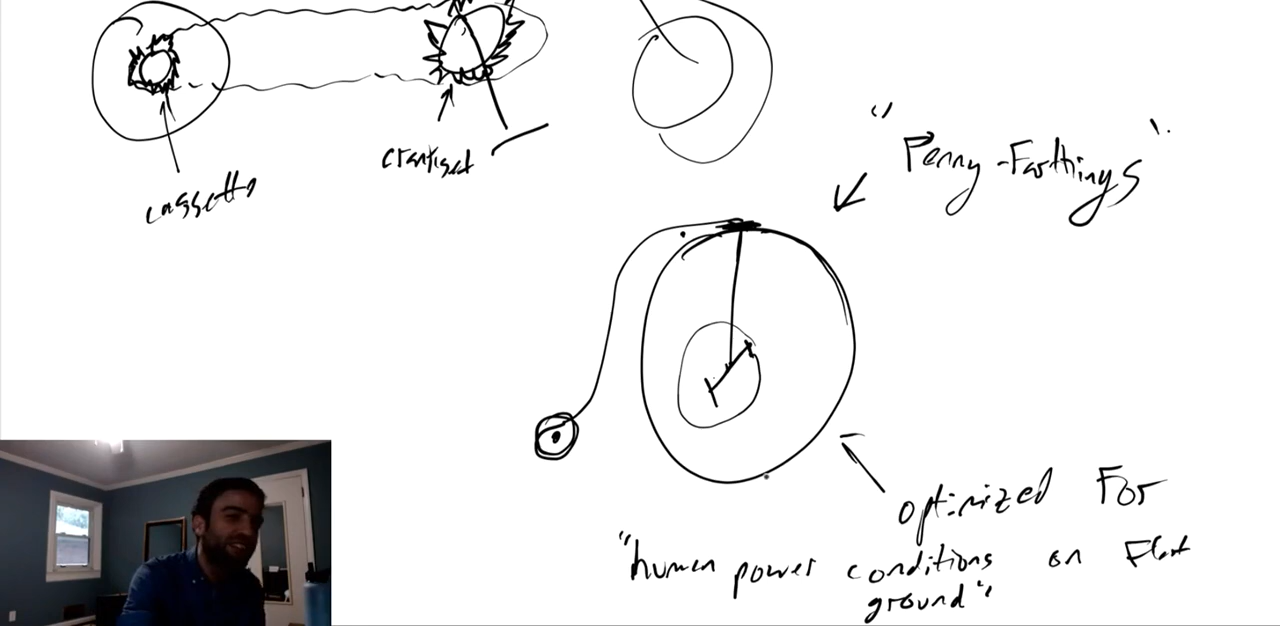 "Penny-Farthings"
crankset
cassette
optimized For
"human power conditions on Flat
ground"